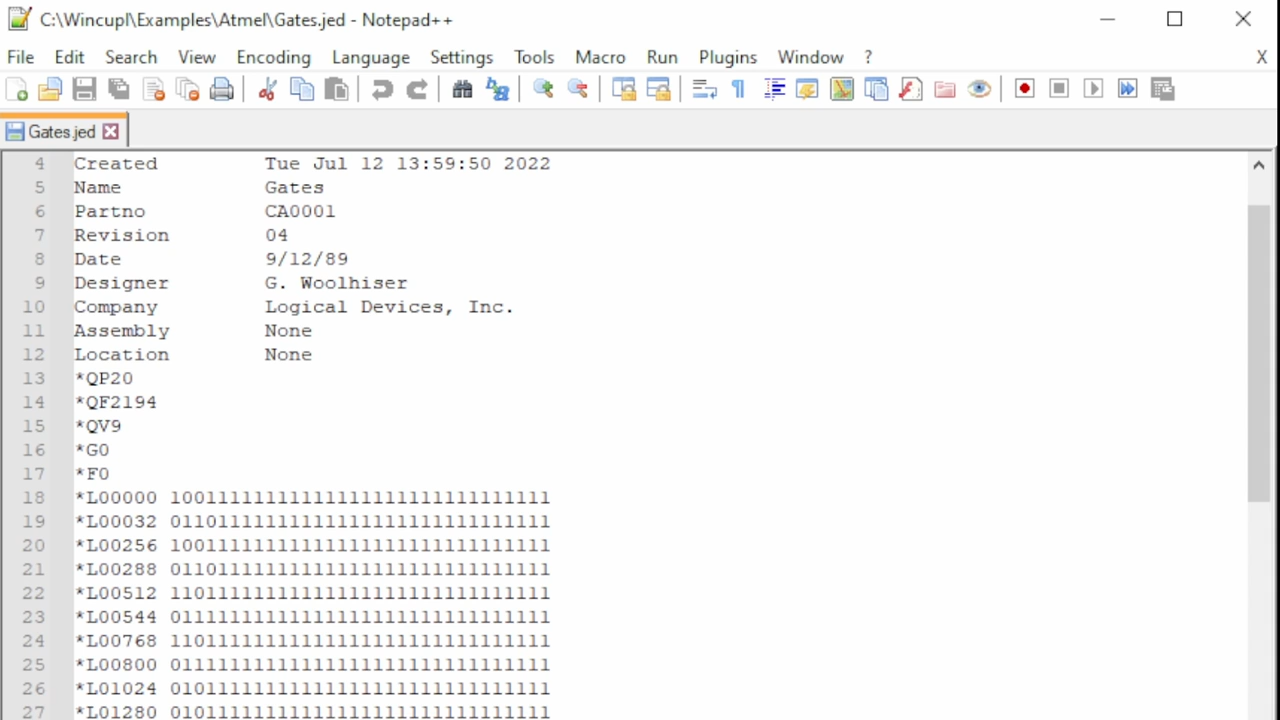 C:\Wincupl\Examples\Atmel\Gates.jed - Notepad++
File Edit Search View Encoding Language Settings Tools Macro Run Plugins Window ? X
Gates.jed
4 Created Tue Jul 12 13:59:50 2022
5 Name Gates
6 Partno CA0001
7 Revision 04
8 Date 9/12/89
9 Designer G. Woolhiser
10 Company Logical Devices, Inc.
11 Assembly None
12 Location None
13 *QP20
14 *QF2194
15 *QV9
16 *G0
17 *F0
18 *L00000 10011111111111111111111111111111
19 *L00032 01101111111111111111111111111111
20 *L00256 10011111111111111111111111111111
21 *L00288 01101111111111111111111111111111
22 *L00512 11011111111111111111111111111111
23 *L00544 01111111111111111111111111111111
24 *L00768 11011111111111111111111111111111
25 *L00800 01111111111111111111111111111111
26 *L01024 01011111111111111111111111111111
27 *L01280 01011111111111111111111111111111